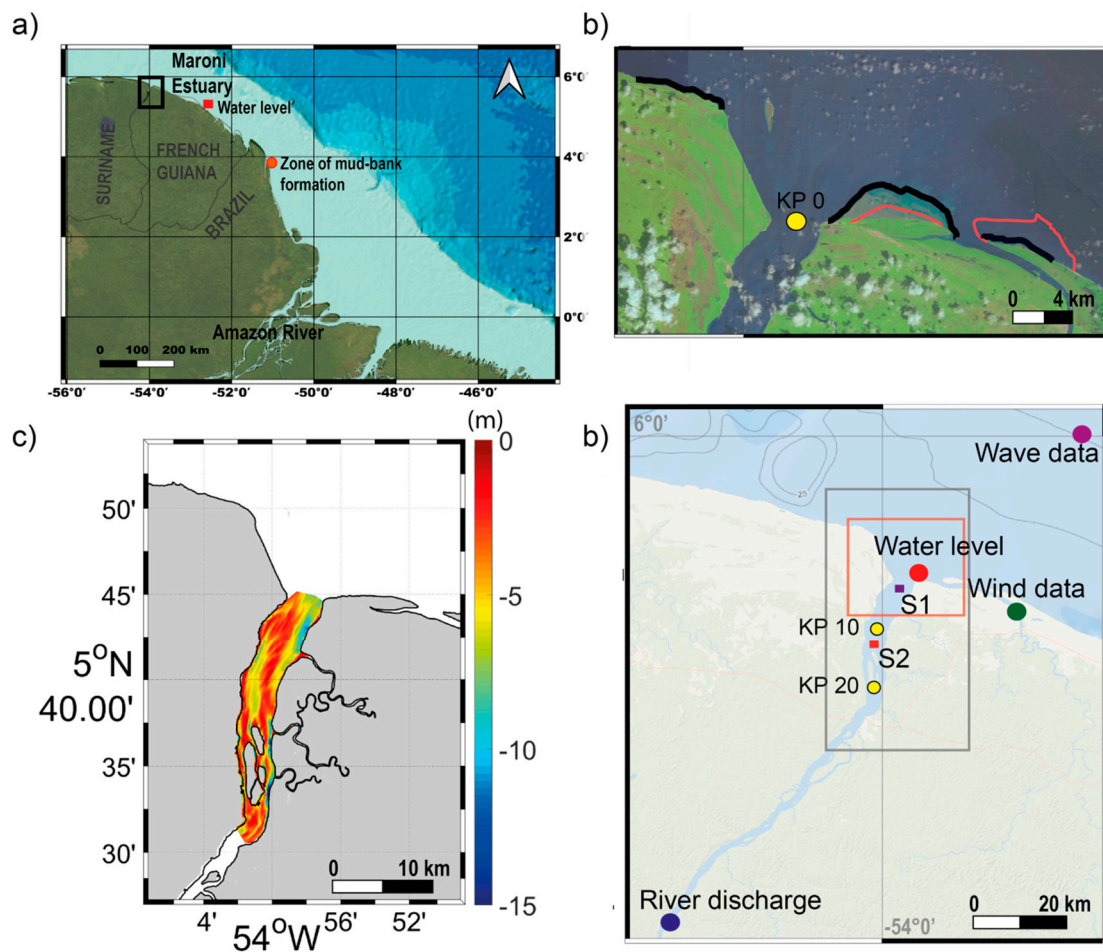 a)
Maroni
Estuary
6°0'
Water level'
SURINAME
FRENCH
GUIANA
BRAZIL
4°0'
Zone of mud-bank
formation
2°0'
Amazon River
0°0'
0 100 200 km
-56°0' -54°0' -52°0' -50°0' -48°0' -46°0'
b)
KP 0
0 4 km
c)
(m)
0
50'
45'
-5
5°N
40.00'
-10
35'
30'
0 10 km
-15
4' 54°W 56' 52'
b)
6°0'
Wave data
25
Water level
Wind data
S1
KP 10
S2
KP 20
River discharge
-54°0'
0 20 km